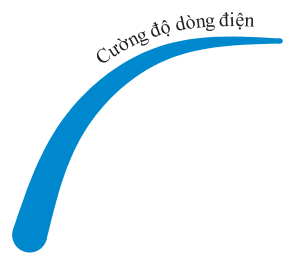 Cường độ dòng điện